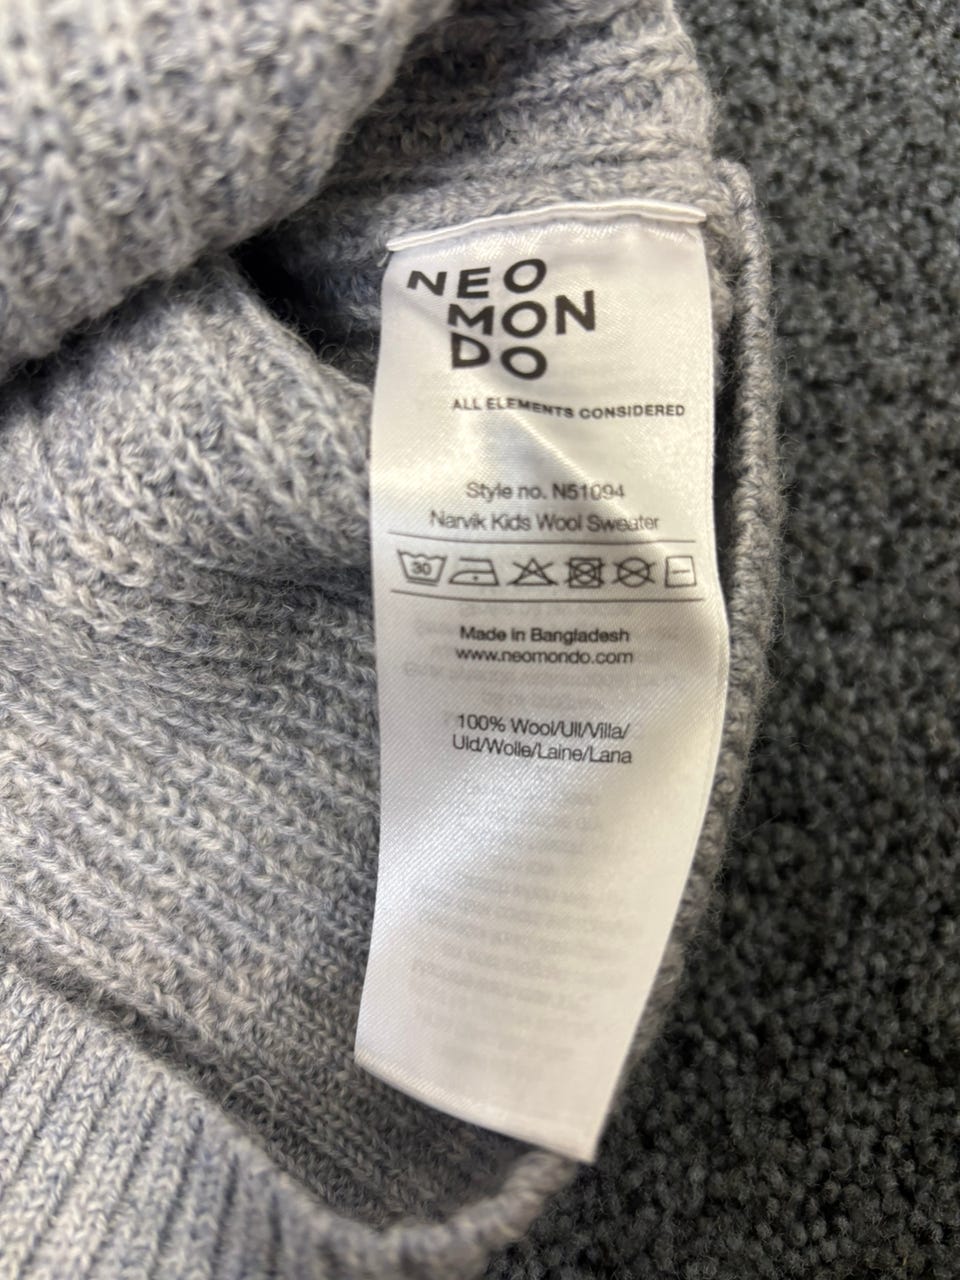 NEO
MON
DO
ALL ELEMENTS CONSIDERED
Style no. N51094
Narvik Kids Wool Sweater
30
Made in Bangladesh
www.neomondo.com
100% Wool/Ull/Villa/
Uld/Wolle/Laine/Lana